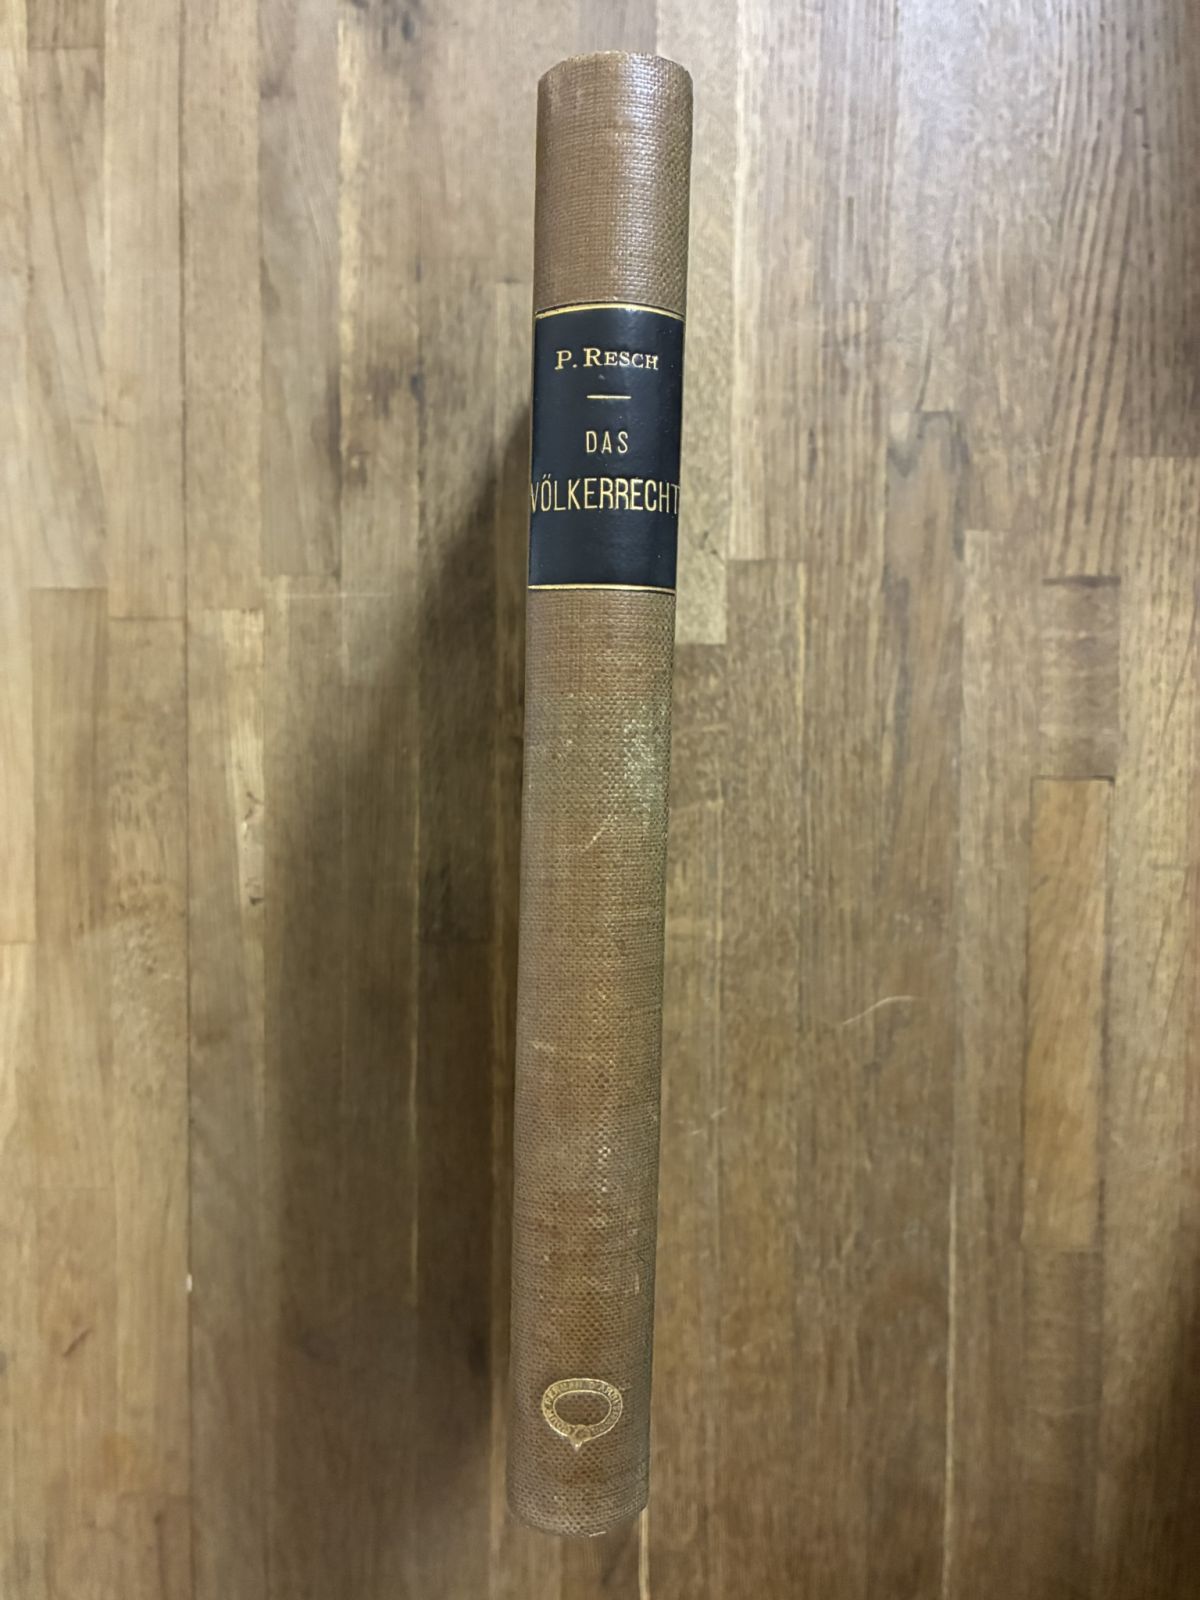 P. RESCH
DAS
VÖLKERRECHT